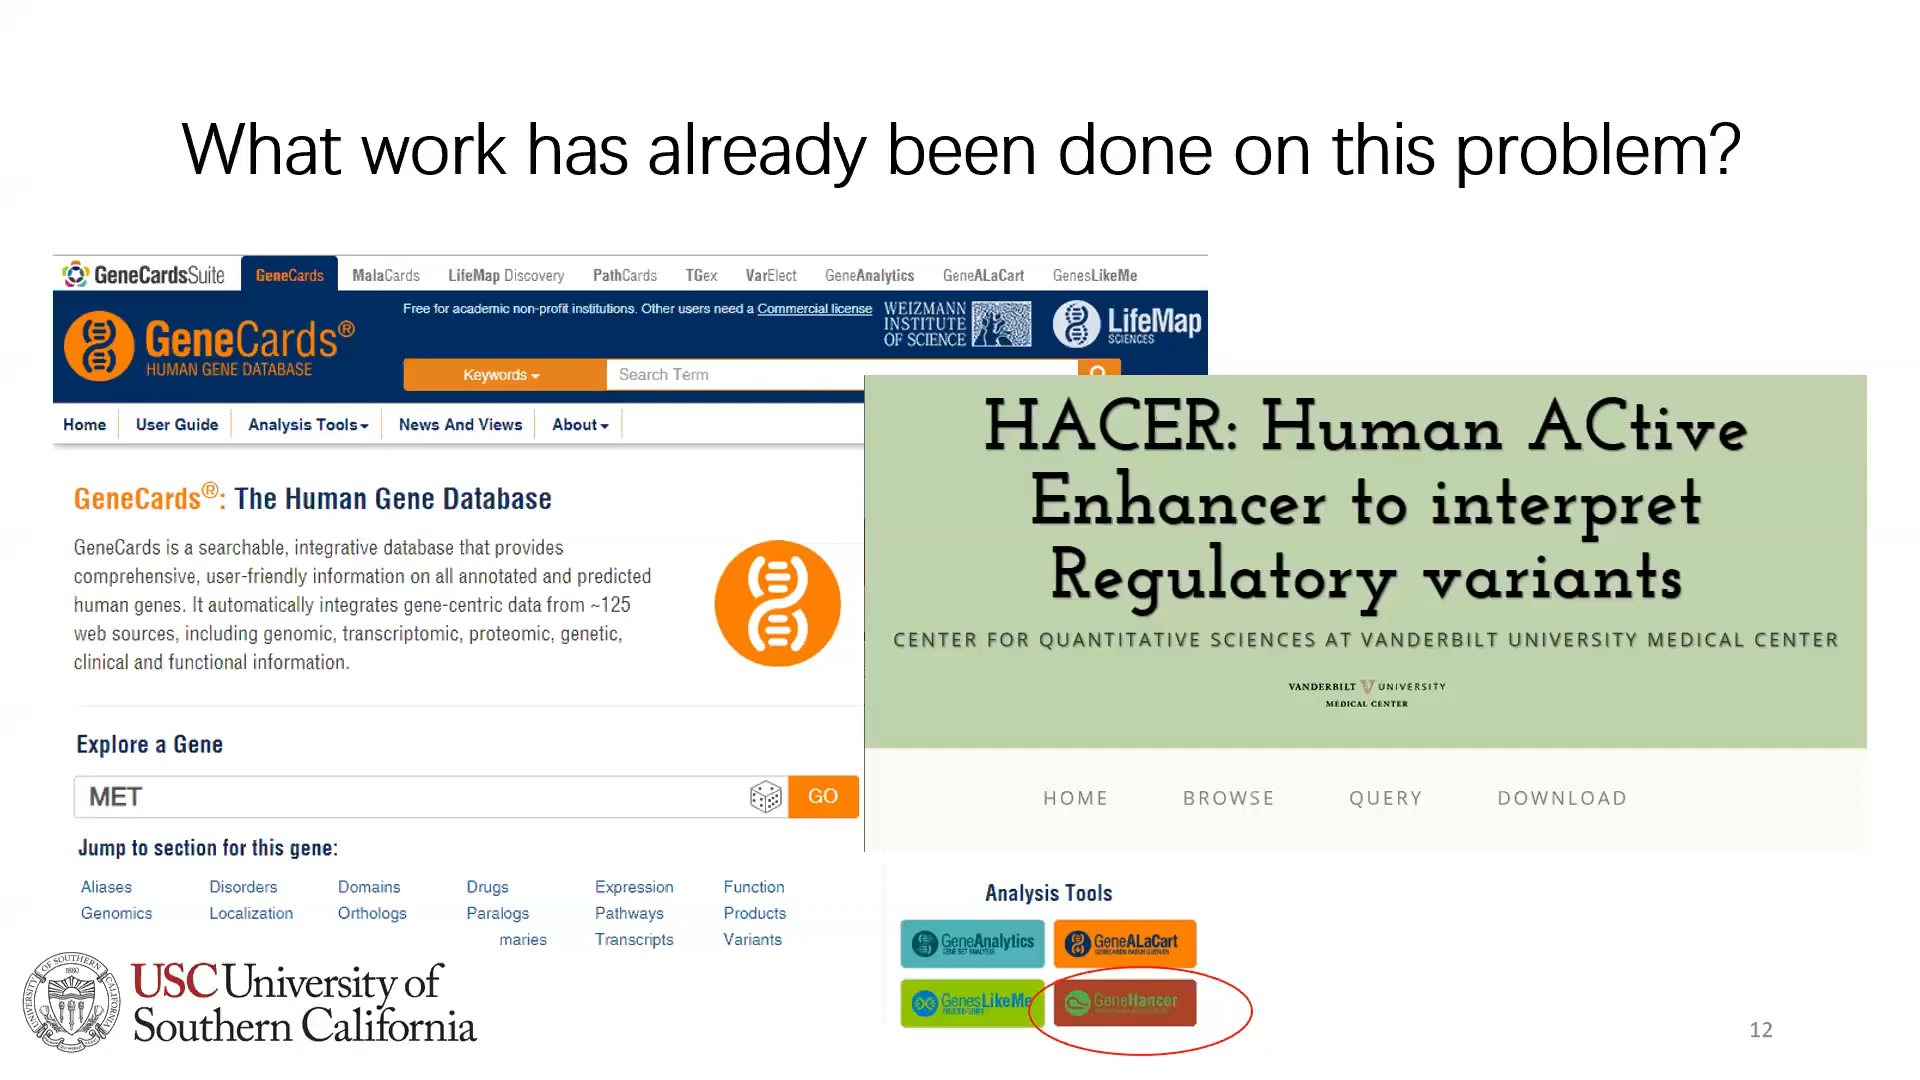 What work has already been done on this problem?
GeneCardsSuite GeneCards MalaCards LifeMap Discovery PathCards TGex VarElect GeneAnalytics GeneALaCart GenesLikeMe
Free for academic non-profit institutions. Other users need a Commercial license
WEIZMANN
INSTITUTE
OF SCIENCE
LifeMap
SCIENCES
GeneCards®
HUMAN GENE DATABASE
Keywords Search Term
Home User Guide Analysis Tools News And Views About
GeneCards®: The Human Gene Database
GeneCards is a searchable, integrative database that provides
comprehensive, user-friendly information on all annotated and predicted
human genes. It automatically integrates gene-centric data from ~125
web sources, including genomic, transcriptomic, proteomic, genetic,
clinical and functional information.
Explore a Gene
MET GO
Jump to section for this gene:
Aliases Disorders Domains Drugs Expression Function
Genomics Localization Orthologs Paralogs Pathways Products
maries Transcripts Variants
HACER: Human ACtive
Enhancer to interpret
Regulatory variants
CENTER FOR QUANTITATIVE SCIENCES AT VANDERBILT UNIVERSITY MEDICAL CENTER
VANDERBILT V UNIVERSITY
MEDICAL CENTER
HOME BROWSE QUERY DOWNLOAD
Analysis Tools
GeneAnalytics GeneALaCart
GENE SET ANALYSIS GENECARDS BATCH QUERIES
GenesLikeMe GeneHancer
USC University of
Southern California
12